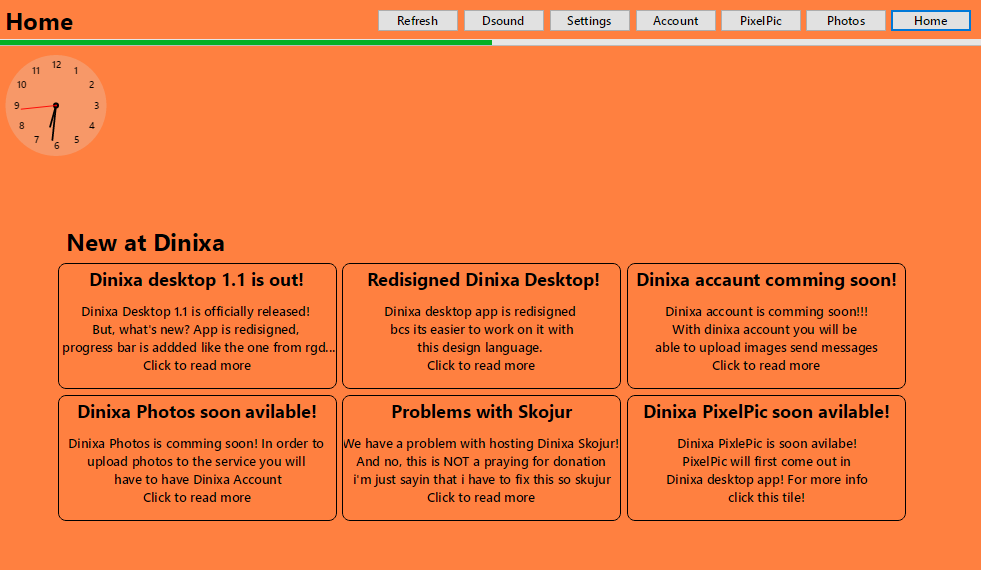 Home
Refresh
Dsound
Settings
Account
PixelPic
Photos
Home
12
1
2
3
4
5
6
7
8
9
10
11
New at Dinixa
Dinixa desktop 1.1 is out!
Dinixa Desktop 1.1 is officially released!
But, what's new? App is redisigned,
progress bar is addded like the one from rgd...
Click to read more
Redisigned Dinixa Desktop!
Dinixa desktop app is redisigned
bcs its easier to work on it with
this design language.
Click to read more
Dinixa accaunt comming soon!
Dinixa account is comming soon!!!
With dinixa account you will be
able to upload images send messages
Click to read more
Dinixa Photos soon avilable!
Dinixa Photos is comming soon! In order to
upload photos to the service you will
have to have Dinixa Account
Click to read more
Problems with Skojur
We have a problem with hosting Dinixa Skojur!
And no, this is NOT a praying for donation
i'm just sayin that i have to fix this so skujur
Click to read more
Dinixa PixelPic soon avilable!
Dinixa PixlePic is soon avilabe!
PixelPic will first come out in
Dinixa desktop app! For more info
click this tile!